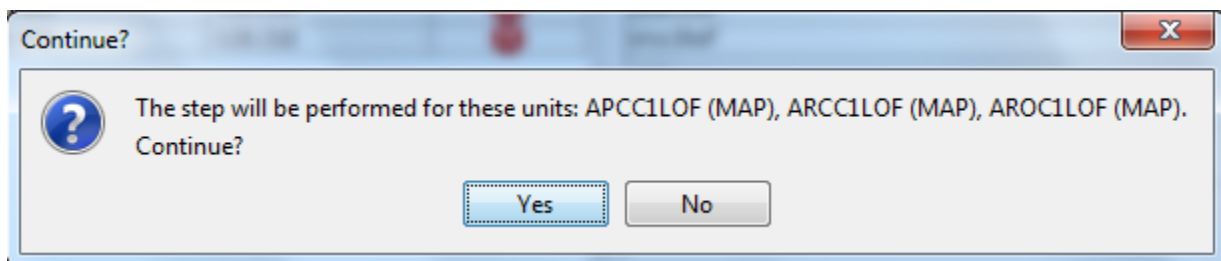 Continue?
The step will be performed for these units: APCC1LOF (MAP), ARCC1LOF (MAP), AROC1LOF (MAP).
Continue?
Yes
No